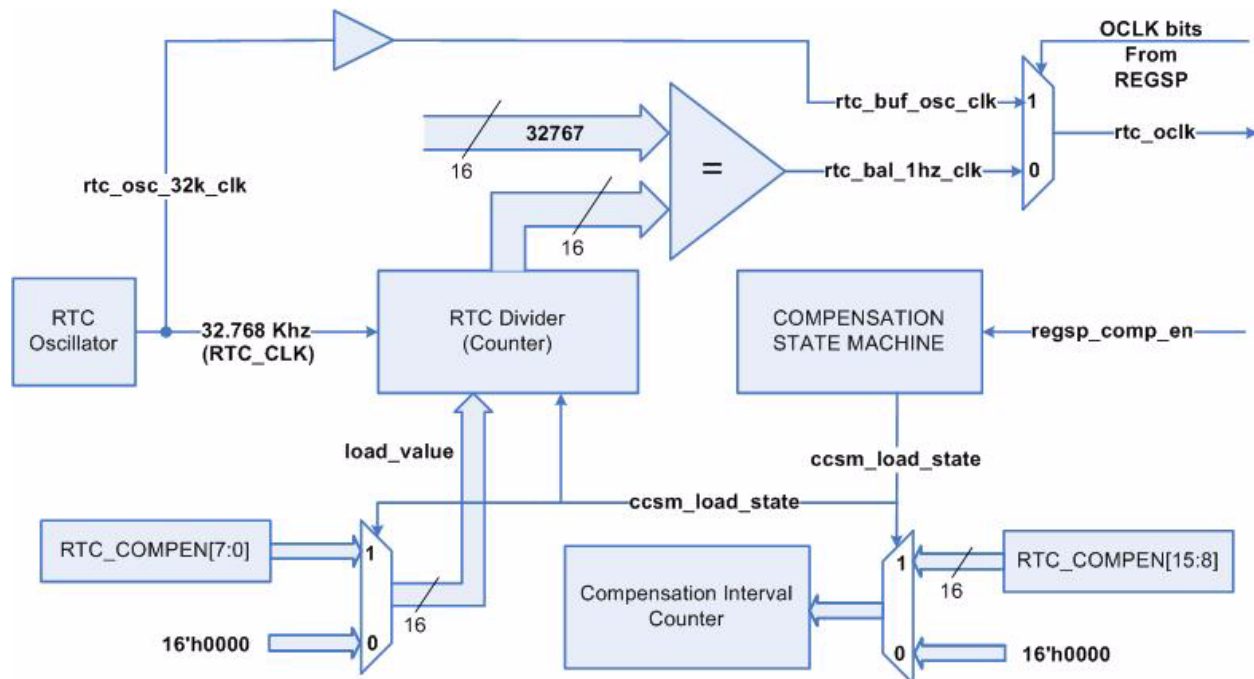 OCLK bits
From
REGSP
rtc_buf_osc_clk
1
rtc_oclk
32767
16
=
rtc_bal_1hz_clk
0
rtc_osc_32k_clk
16
RTC
Oscillator
32.768 Khz
(RTC_CLK)
RTC Divider
(Counter)
COMPENSATION
STATE MACHINE
regsp_comp_en
load_value
ccsm_load_state
ccsm_load_state
RTC_COMPEN[7:0]
1
16
0
16'h0000
Compensation Interval
Counter
1
16
RTC_COMPEN[15:8]
0
16'h0000